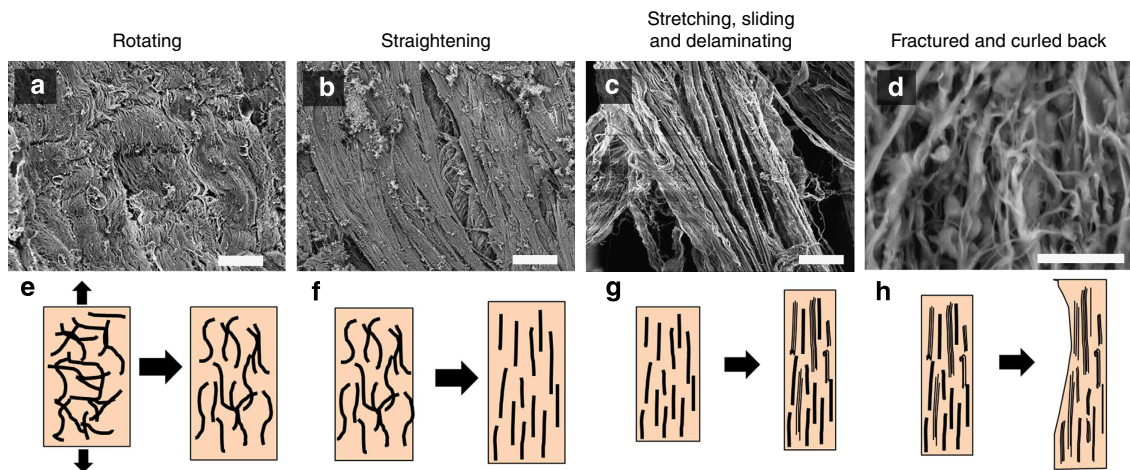 Rotating
Straightening
Stretching, sliding
and delaminating
Fractured and curled back
a
b
c
d
e
f
g
h